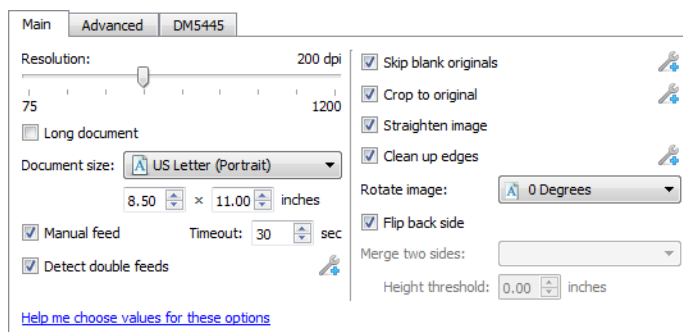 Main Advanced DM5445
Resolution: 200 dpi
75 1200
Long document
Document size: US Letter (Portrait)
8.50 × 11.00 inches
Manual feed Timeout: 30 sec
Detect double feeds
Help me choose values for these options
Skip blank originals
Crop to original
Straighten image
Clean up edges
Rotate image: 0 Degrees
Flip back side
Merge two sides:
Height threshold: 0.00 inches